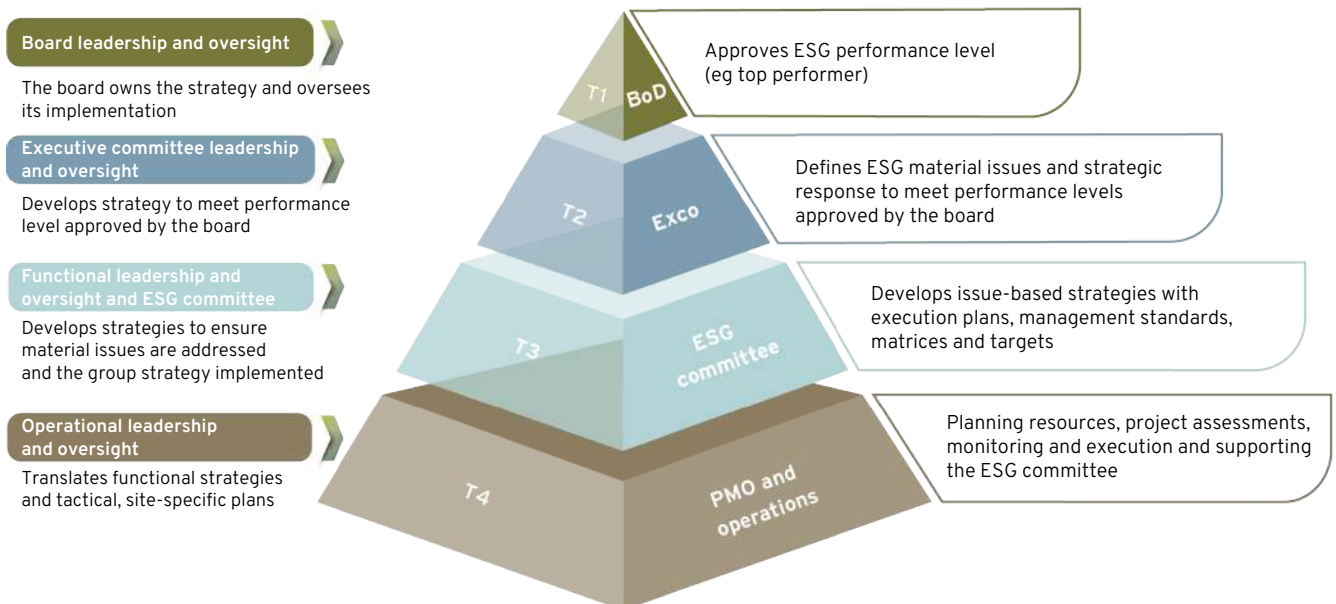 Board leadership and oversight
The board owns the strategy and oversees
its implementation
T1
BoD
Approves ESG performance level
(eg top performer)
Executive committee leadership
and oversight
Develops strategy to meet performance
level approved by the board
T2
Exco
Defines ESG material issues and strategic
response to meet performance levels
approved by the board
Functional leadership and
oversight and ESG committee
Develops strategies to ensure
material issues are addressed
and the group strategy implemented
T3
ESG
committee
Develops issue-based strategies with
execution plans, management standards,
matrices and targets
Operational leadership
and oversight
Translates functional strategies
and tactical, site-specific plans
T4
PMO and
operations
Planning resources, project assessments,
monitoring and execution and supporting
the ESG committee